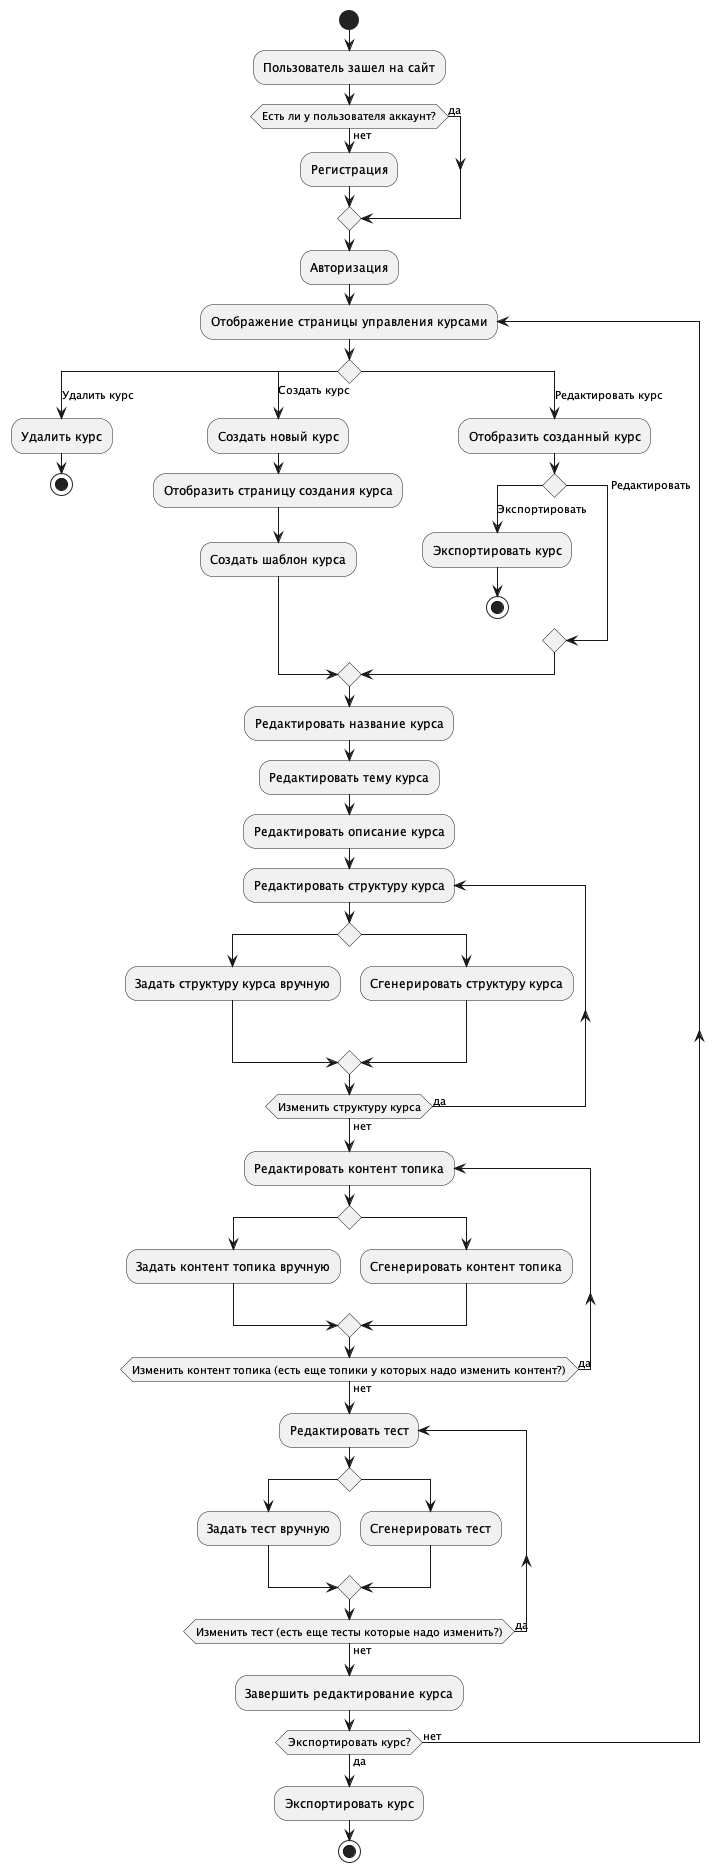 Пользователь зашел на сайт
Есть ли у пользователя аккаунт?
да
нет
Регистрация
Авторизация
Отображение страницы управления курсами
Удалить курс
Создать курс
Редактировать курс
Удалить курс
Создать новый курс
Отобразить созданный курс
Отобразить страницу создания курса
Редактировать
Экспортировать
Создать шаблон курса
Экспортировать курс
Редактировать название курса
Редактировать тему курса
Редактировать описание курса
Редактировать структуру курса
Задать структуру курса вручную
Сгенерировать структуру курса
Изменить структуру курса
да
нет
Редактировать контент топика
Задать контент топика вручную
Сгенерировать контент топика
Изменить контент топика (есть еще топики у которых надо изменить контент?)
да
нет
Редактировать тест
Задать тест вручную
Сгенерировать тест
Изменить тест (есть еще тесты которые надо изменить?)
да
нет
Завершить редактирование курса
Экспортировать курс?
нет
да
Экспортировать курс